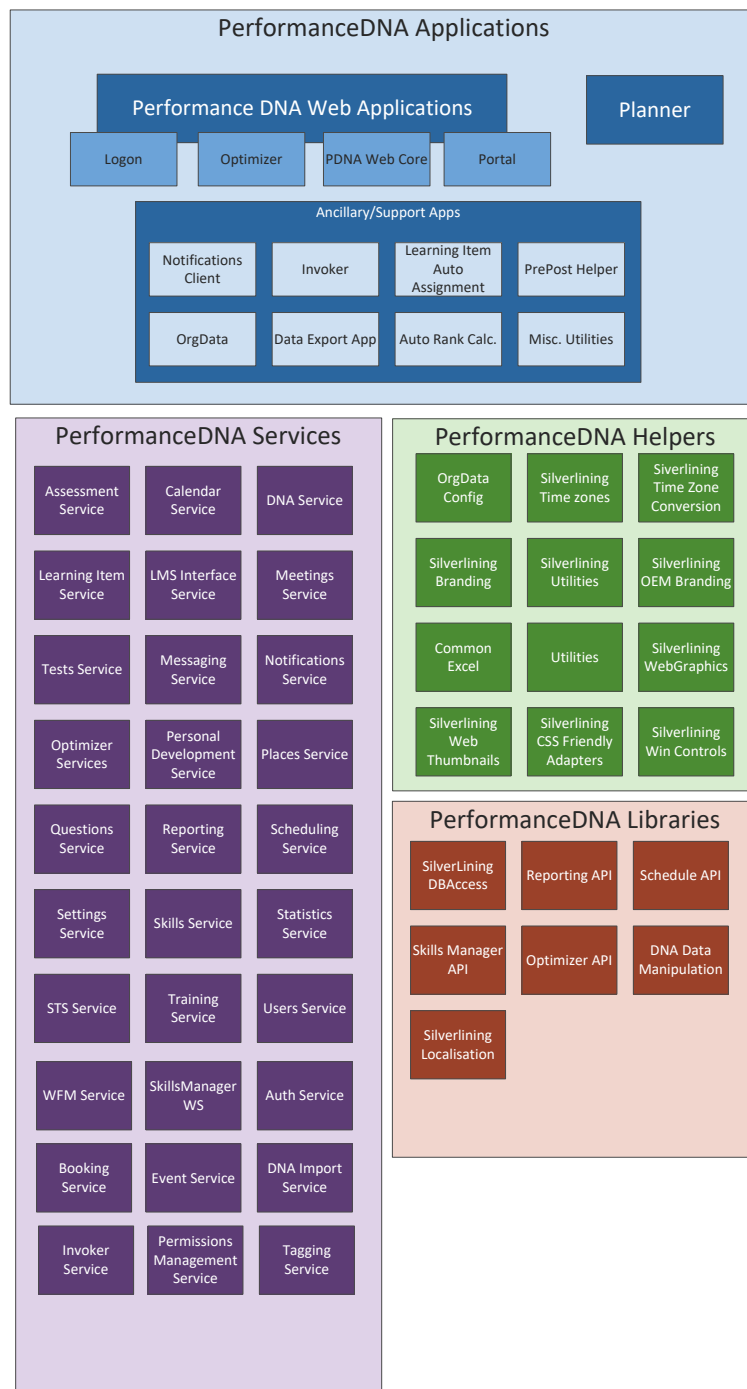 PerformanceDNA Applications
Performance DNA Web Applications
Planner
Logon
Optimizer
PDNA Web Core
Portal
Ancillary/Support Apps
Notifications
Client
Invoker
Learning Item
Auto
Assignment
PrePost Helper
OrgData
Data Export App
Auto Rank Calc.
Misc. Utilities
PerformanceDNA Services
Assessment
Service
Calendar
Service
DNA Service
Learning Item
Service
LMS Interface
Service
Meetings
Service
Tests Service
Messaging
Service
Notifications
Service
Optimizer
Services
Personal
Development
Service
Places Service
Questions
Service
Reporting
Service
Scheduling
Service
Settings
Service
Skills Service
Statistics
Service
STS Service
Training
Service
Users Service
WFM Service
SkillsManager
WS
Auth Service
Booking
Service
Event Service
DNA Import
Service
Invoker
Service
Permissions
Management
Service
Tagging
Service
PerformanceDNA Helpers
OrgData
Config
Silverlining
Time zones
Siverlining
Time Zone
Conversion
Silverlining
Branding
Silverlining
Utilities
Silverlining
OEM Branding
Common
Excel
Utilities
Silverlining
WebGraphics
Silverlining
Web
Thumbnails
Silverlining
CSS Friendly
Adapters
Silverlining
Win Controls
PerformanceDNA Libraries
SilverLining
DBAccess
Reporting API
Schedule API
Skills Manager
API
Optimizer API
DNA Data
Manipulation
Silverlining
Localisation